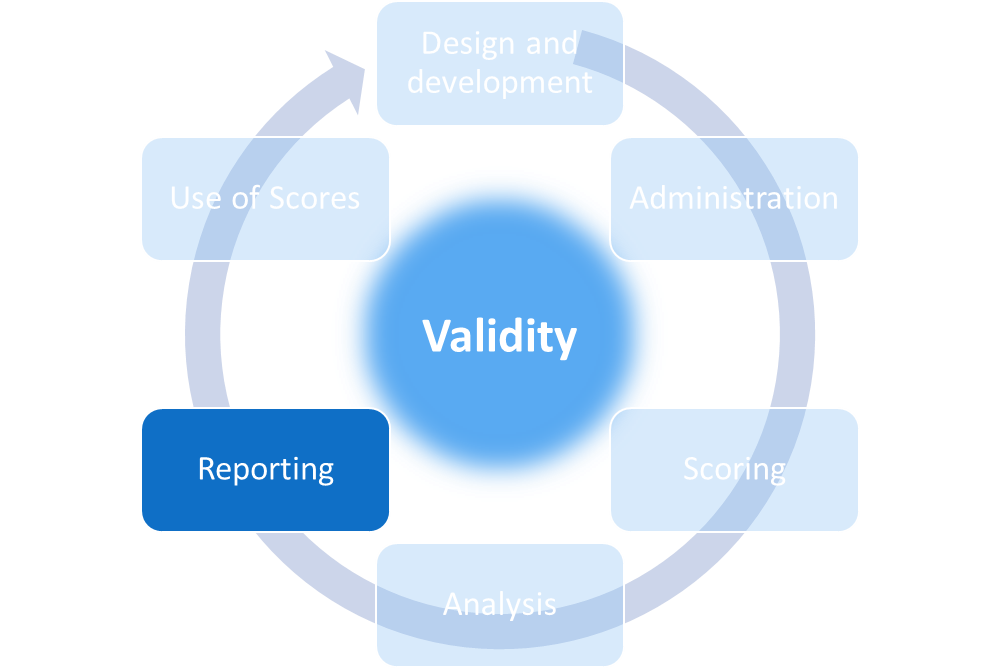 Design and
development
Use of Scores
Administration
Validity
Reporting
Scoring
Analysis